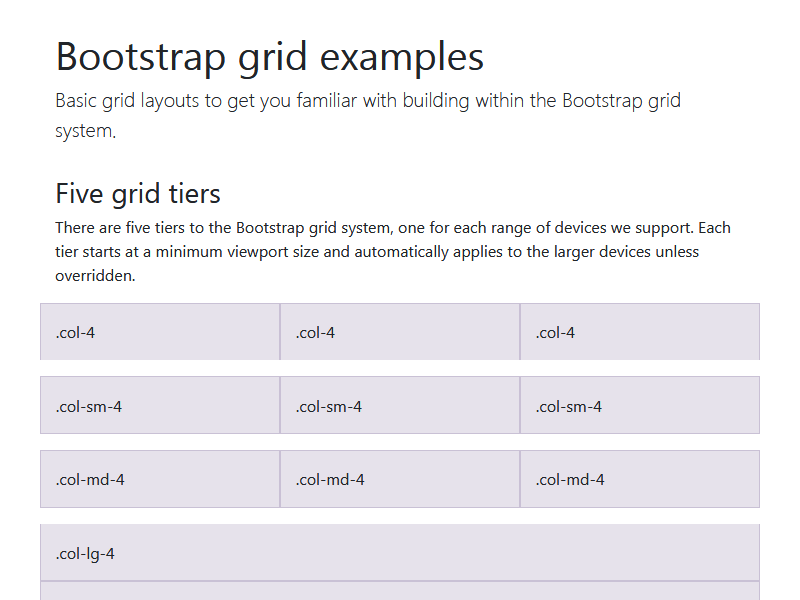 Bootstrap grid examples
Basic grid layouts to get you familiar with building within the Bootstrap grid
system.
Five grid tiers
There are five tiers to the Bootstrap grid system, one for each range of devices we support. Each
tier starts at a minimum viewport size and automatically applies to the larger devices unless
overridden.
.col-4 .col-4 .col-4
.col-sm-4 .col-sm-4 .col-sm-4
.col-md-4 .col-md-4 .col-md-4
.col-lg-4